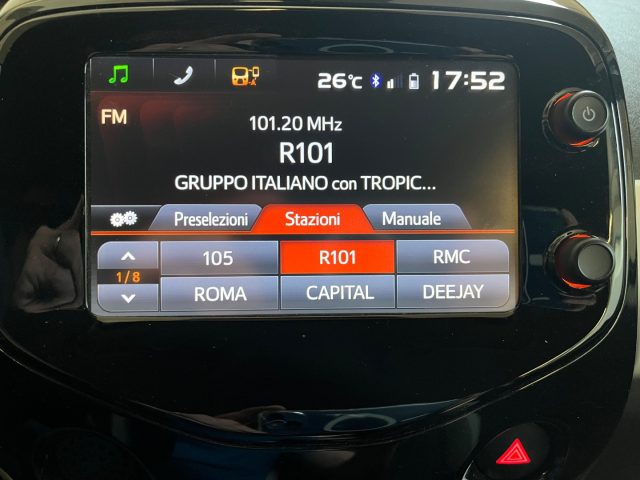 26°C 17:52
FM
101.20 MHz
R101
GRUPPO ITALIANO con TROPIC...
Preselezioni Stazioni Manuale
105 R101 RMC
1/8
ROMA CAPITAL DEEJAY